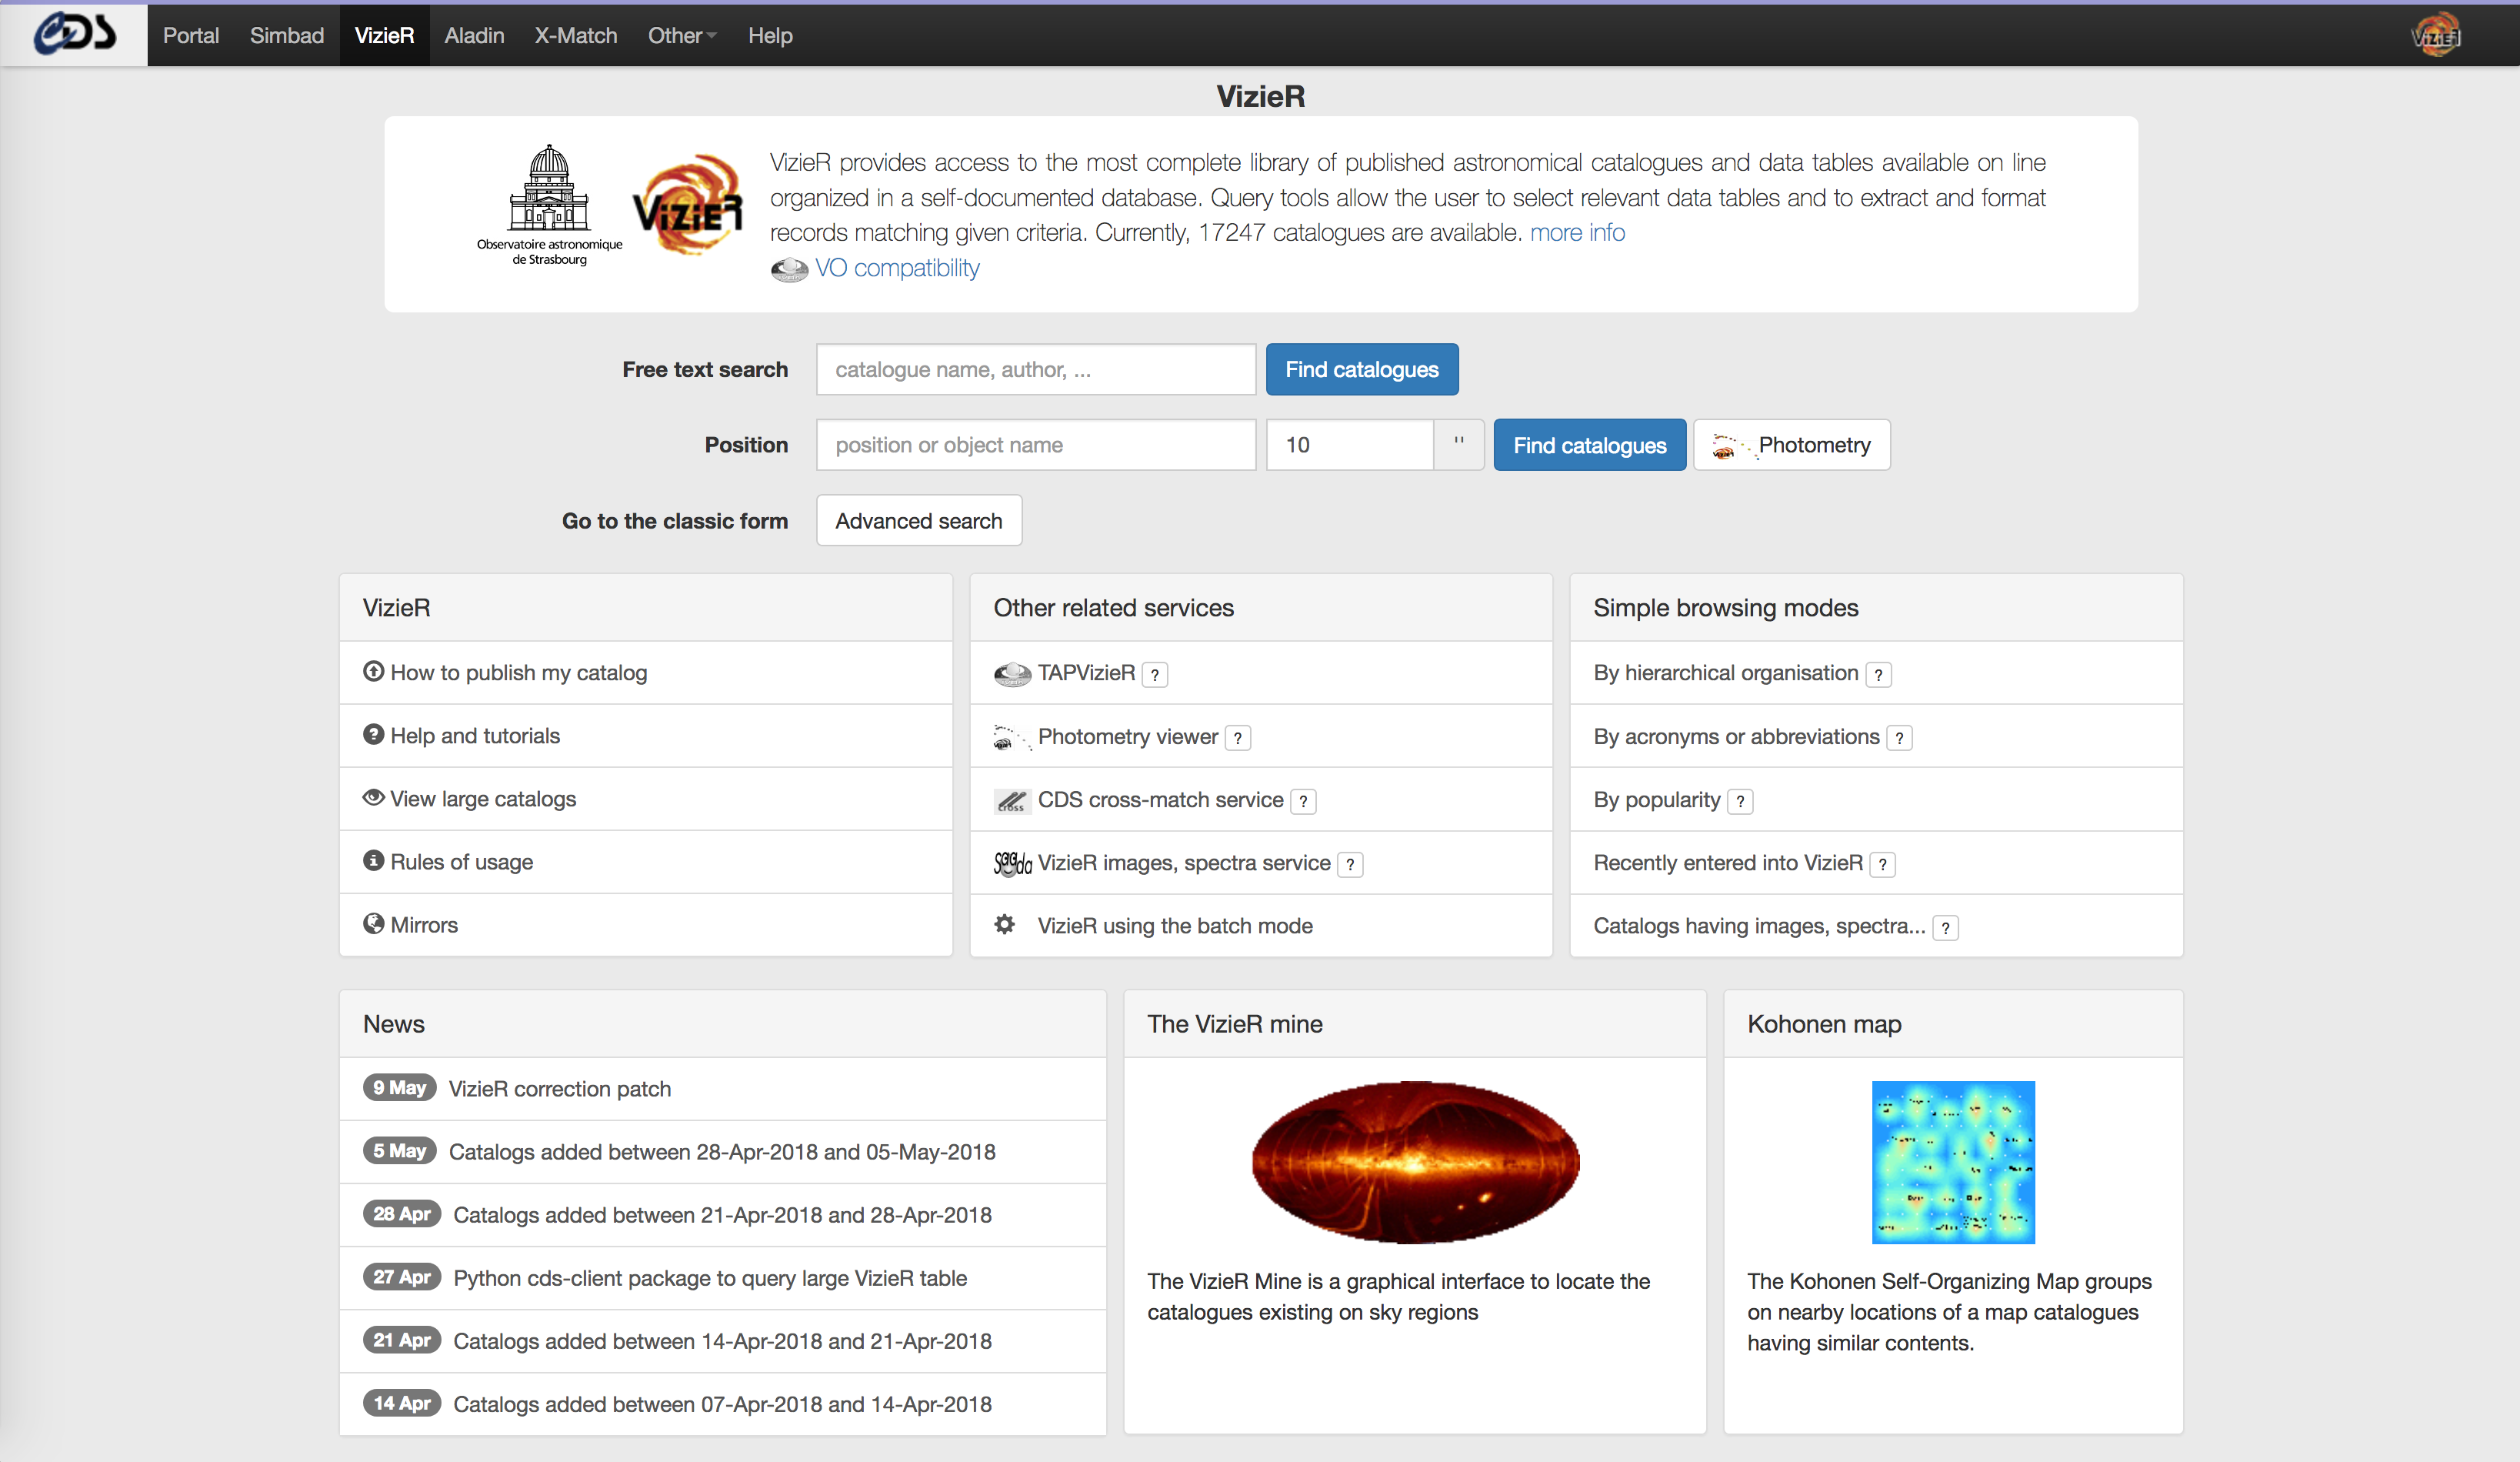 CDS
Portal
Simbad
VizieR
Aladin
X-Match
Other
Help
VizieR
VizieR
Observatoire astronomique
de Strasbourg
VizieR
VizieR provides access to the most complete library of published astronomical catalogues and data tables available on line
organized in a self-documented database. Query tools allow the user to select relevant data tables and to extract and format
records matching given criteria. Currently, 17247 catalogues are available. more info
VO compatibility
Free text search
catalogue name, author, ...
Find catalogues
Position
position or object name
10
"
Find catalogues
Photometry
Go to the classic form
Advanced search
VizieR
How to publish my catalog
Help and tutorials
View large catalogs
Rules of usage
Mirrors
Other related services
TAPVizieR ?
Photometry viewer ?
CDS cross-match service ?
VizieR images, spectra service ?
VizieR using the batch mode
Simple browsing modes
By hierarchical organisation ?
By acronyms or abbreviations ?
By popularity ?
Recently entered into VizieR ?
Catalogs having images, spectra... ?
News
9 May VizieR correction patch
5 May Catalogs added between 28-Apr-2018 and 05-May-2018
28 Apr Catalogs added between 21-Apr-2018 and 28-Apr-2018
27 Apr Python cds-client package to query large VizieR table
21 Apr Catalogs added between 14-Apr-2018 and 21-Apr-2018
14 Apr Catalogs added between 07-Apr-2018 and 14-Apr-2018
The VizieR mine
The VizieR Mine is a graphical interface to locate the
catalogues existing on sky regions
Kohonen map
The Kohonen Self-Organizing Map groups
on nearby locations of a map catalogues
having similar contents.